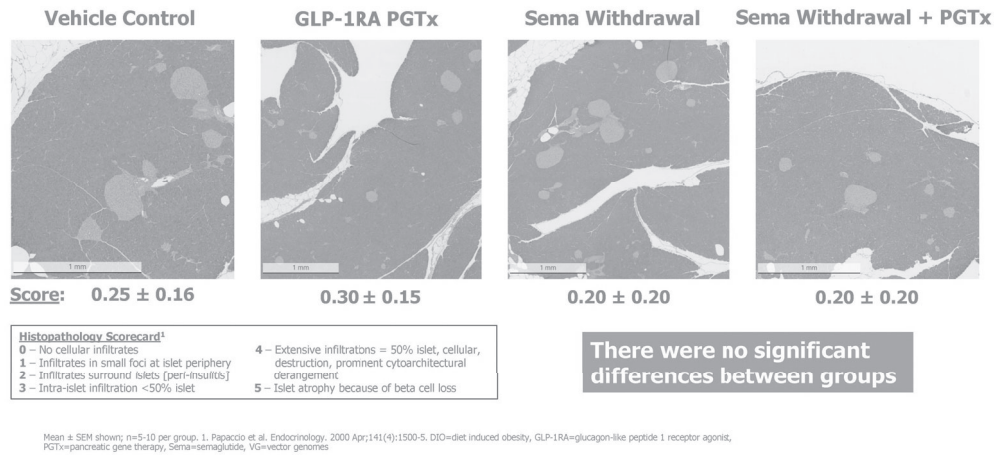 Vehicle Control
GLP-1RA PGTx
Sema Withdrawal
Sema Withdrawal + PGTx
1 mm
1 mm
1 mm
1 mm
Score: 0.25 ± 0.16
0.30 ± 0.15
0.20 ± 0.20
0.20 ± 0.20
Histopathology Scorecard1
0 – No cellular infiltrates
1 – Infiltrates in small foci at islet periphery
2 – Infiltrates surround islets [peri-insulitis]
3 – Intra-islet infiltration <50% islet
4 – Extensive infiltrations = 50% islet, cellular,
destruction, promnent cytoarchitectural
derangement
5 – Islet atrophy because of beta cell loss
There were no significant
differences between groups
Mean ± SEM shown; n=5-10 per group. 1. Papaccio et al. Endocrinology. 2000 Apr;141(4):1500-5. DIO=diet induced obesity, GLP-1RA=glucagon-like peptide 1 receptor agonist,
PGTx=pancreatic gene therapy, Sema=semaglutide, VG=vector genomes